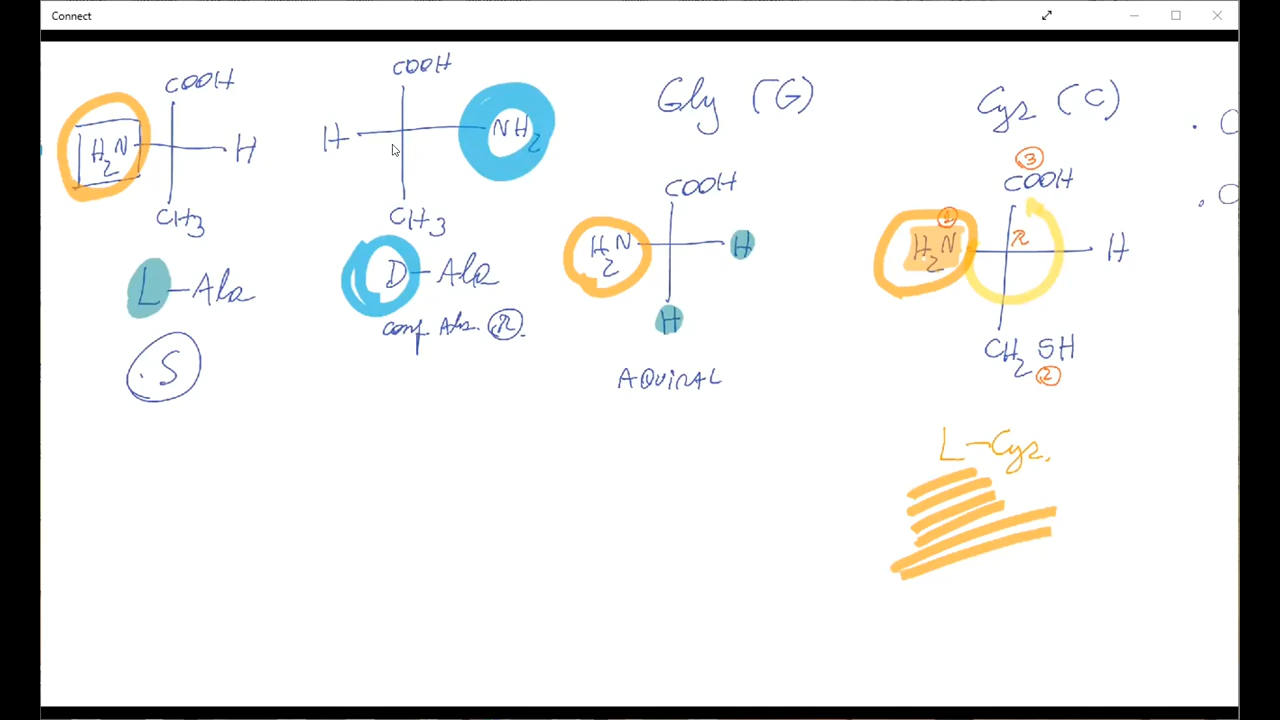 Connect
COOH
H2N
H
CH3
L-Ala
.S
COOH
H
NH2
CH3
D-Ala
conf Abs. R.
Gly (G)
COOH
H2N
H
H
AQUIRAL
Cys (C)
3
COOH
1
H2N
R
H
CH2SH
2
L-Cys.